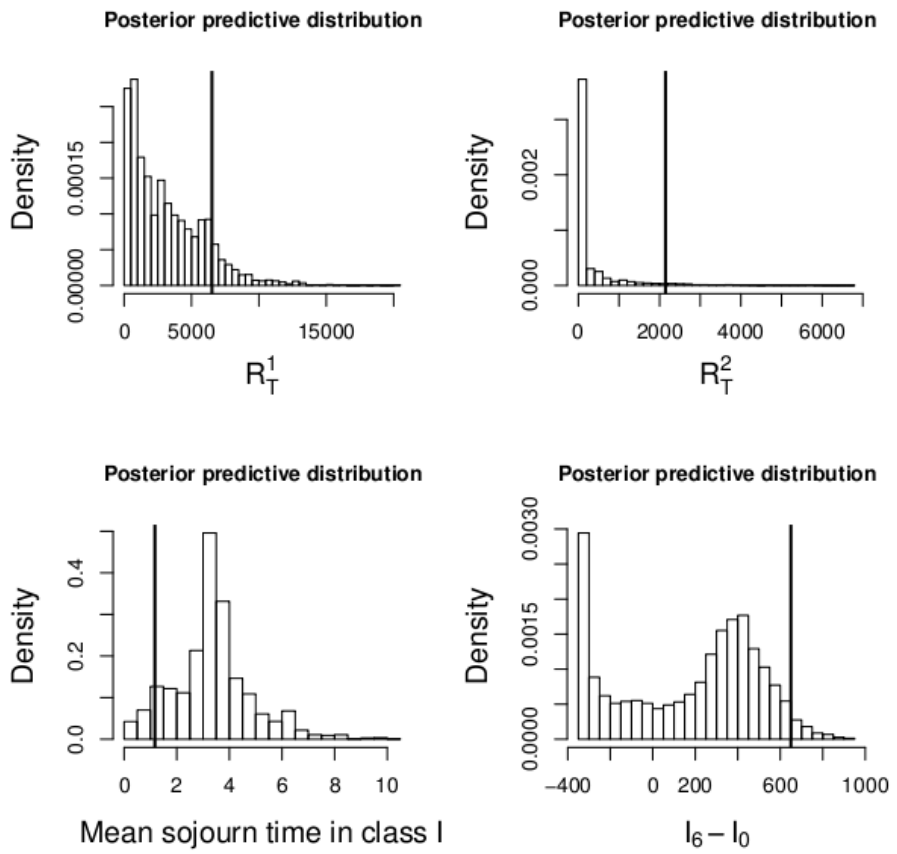 Posterior predictive distribution
Density
0.00000 0.00015
0 5000 15000
R_T^1
Posterior predictive distribution
Density
0.000 0.002
0 2000 4000 6000
R_T^2
Posterior predictive distribution
Density
0.0 0.2 0.4
0 2 4 6 8 10
Mean sojourn time in class I
Posterior predictive distribution
Density
0.0000 0.0015 0.0030
−400 0 200 600 1000
I₆ − I₀